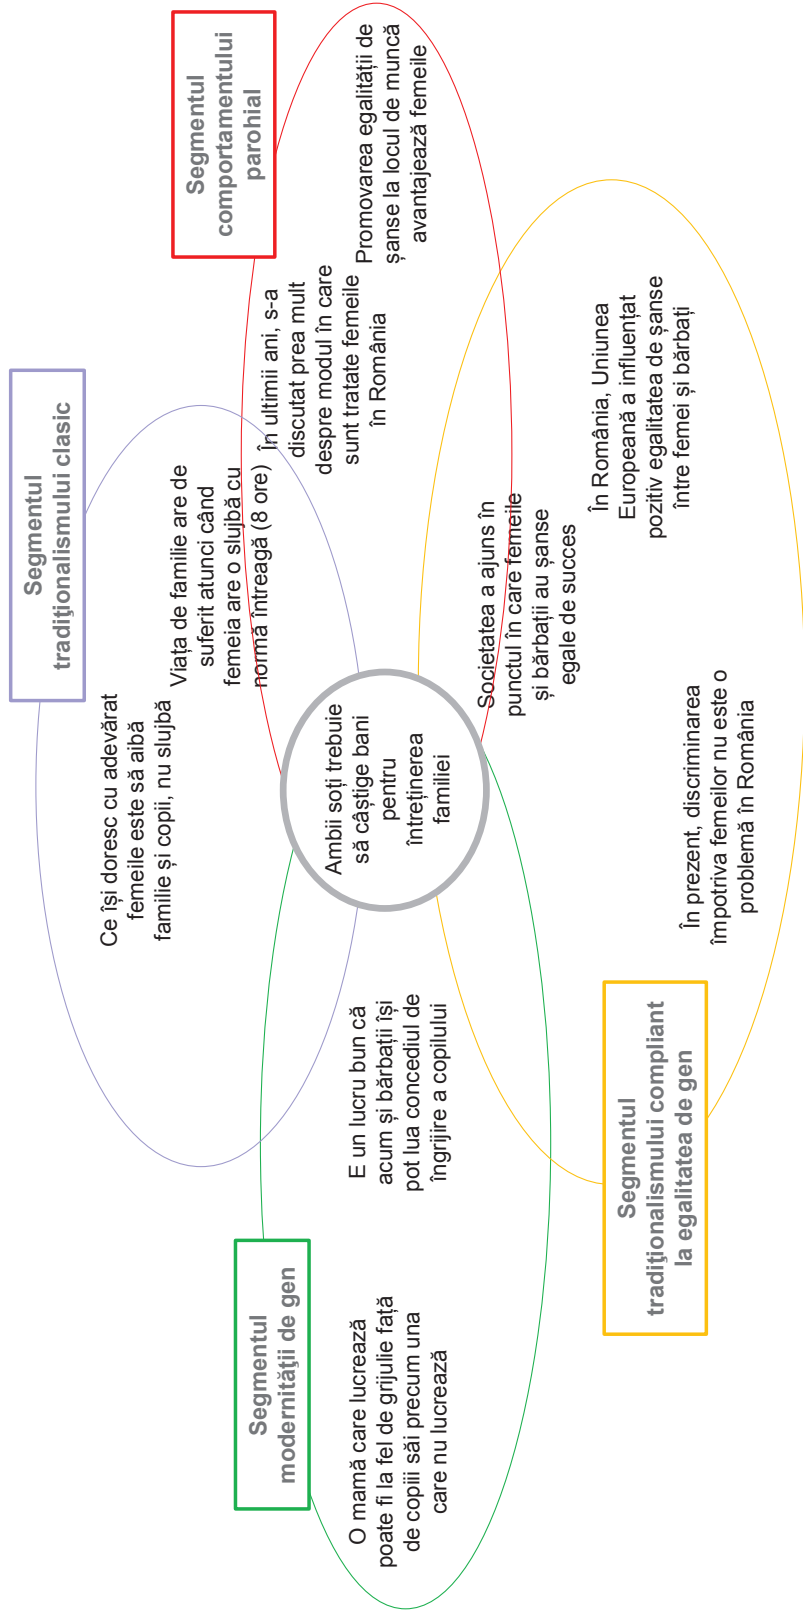 Segmentul
tradiţionalismului clasic
Segmentul
comportamentului
parohial
Segmentul
modernităţii de gen
Segmentul
tradiţionalismului compliant
la egalitatea de gen
Ce își doresc cu adevărat
femeile este să aibă
familie și copii, nu slujbă
Viața de familie are de
suferit atunci când
femeia are o slujbă cu
normă întreagă (8 ore)
În ultimii ani, s-a
discutat prea mult
despre modul în care
sunt tratate femeile
în România
Promovarea egalității de
șanse la locul de muncă
avantajează femeile
O mamă care lucrează
poate fi la fel de grijulie față
de copiii săi precum una
care nu lucrează
E un lucru bun că
acum și bărbații își
pot lua concediul de
îngrijire a copilului
Ambii soți trebuie
să câștige bani
pentru
întreținerea
familiei
Societatea a ajuns în
punctul în care femeile
și bărbații au șanse
egale de succes
În România, Uniunea
Europeană a influențat
pozitiv egalitatea de șanse
între femei și bărbați
În prezent, discriminarea
împotriva femeilor nu este o
problemă în România